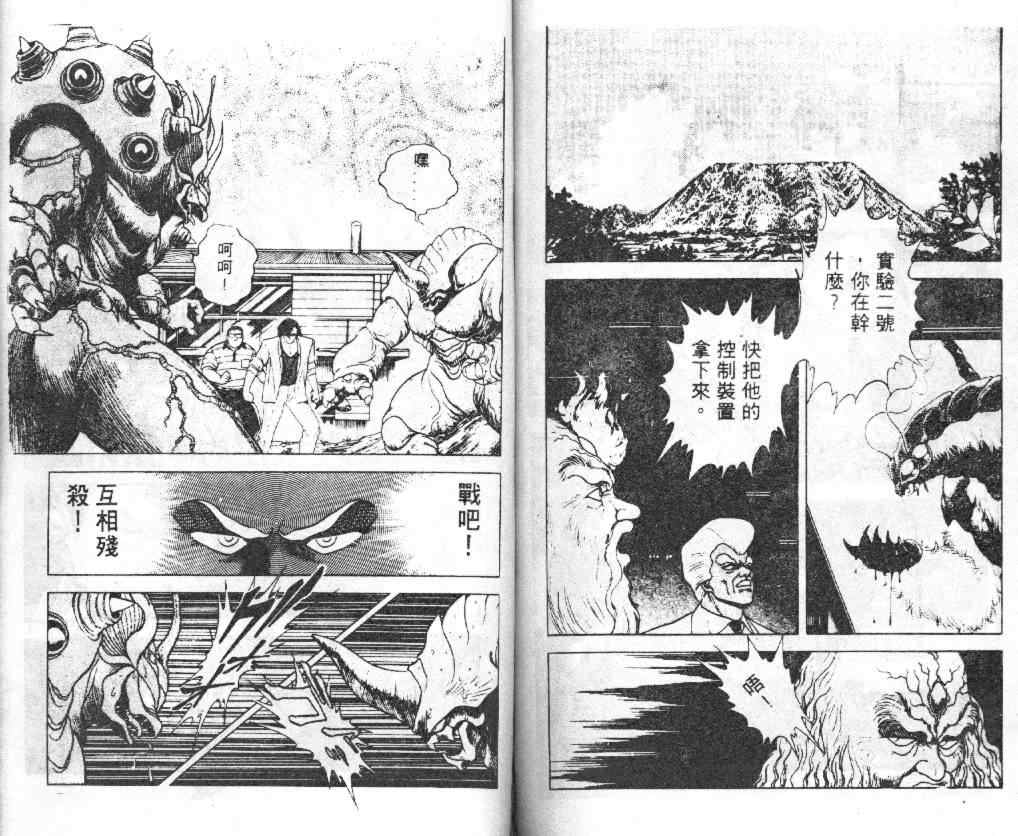 實驗二號
，你在幹
什麼？
快把他的
控制裝置
拿下來。
唔！
嘿……
呵呵！
戰吧！
互相殘
殺！